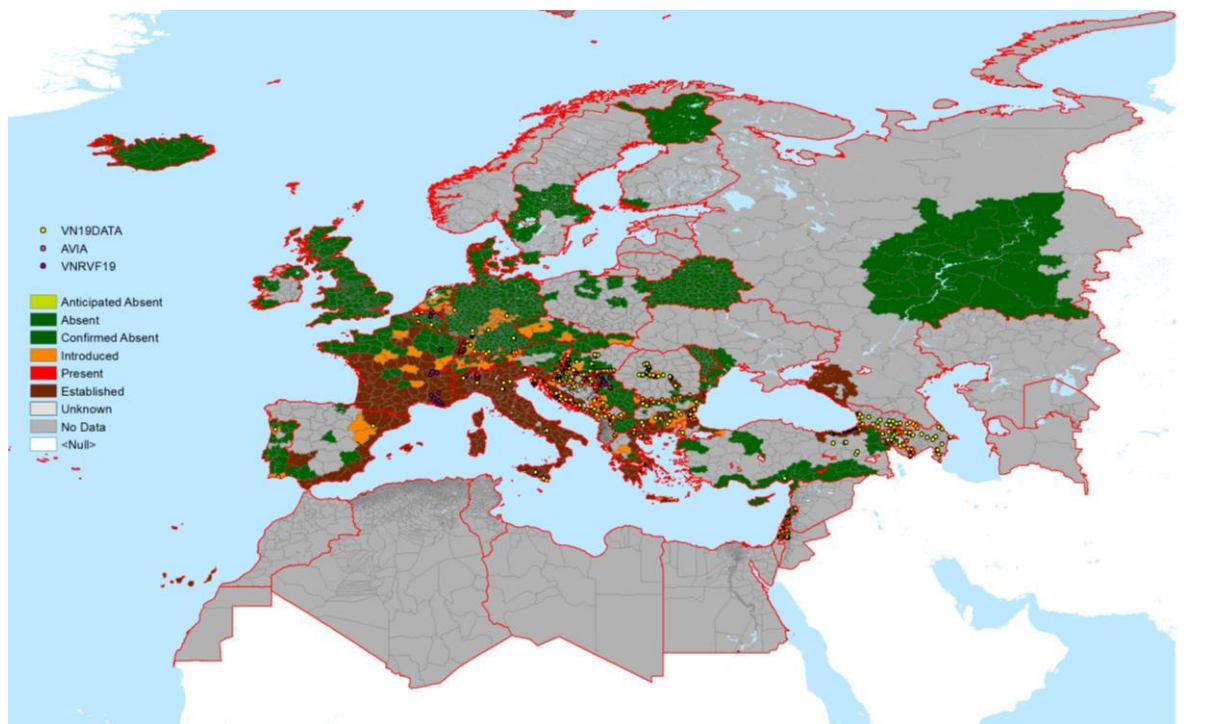 VN19DATA
AVIA
VNRVF19
Anticipated Absent
Absent
Confirmed Absent
Introduced
Present
Established
Unknown
No Data
<Null>